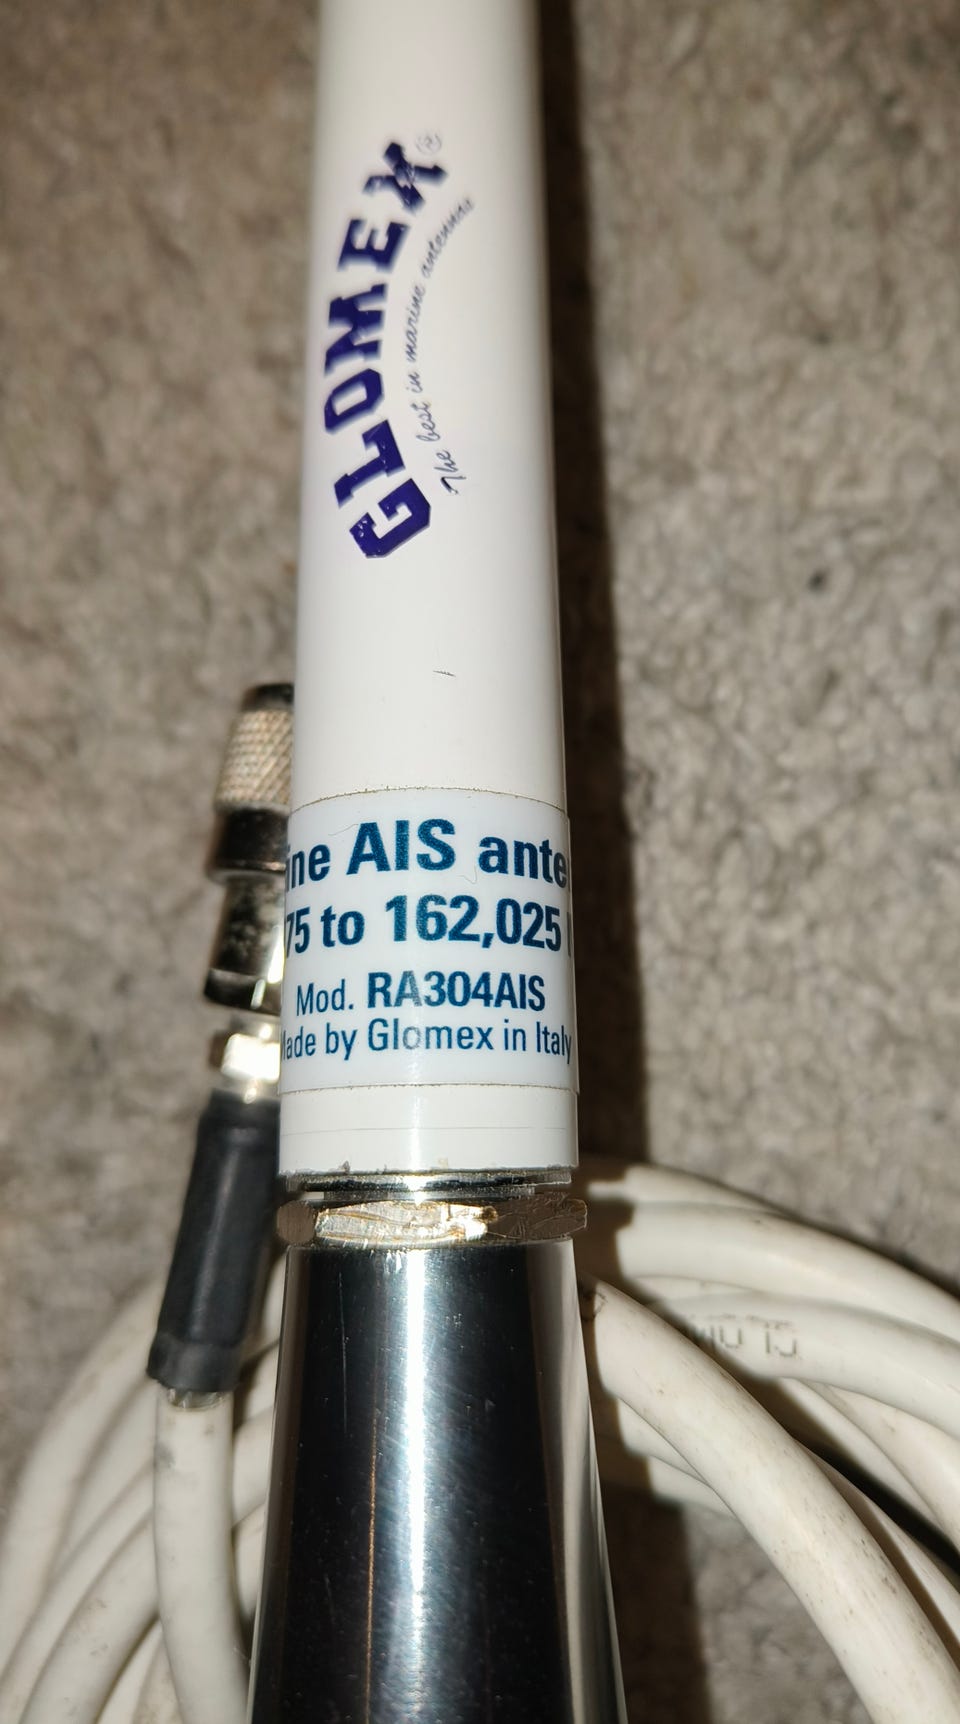 GLOMEX®
The best in marine antennas
ine AIS ante
75 to 162,025
Mod. RA304AIS
Made by Glomex in Italy